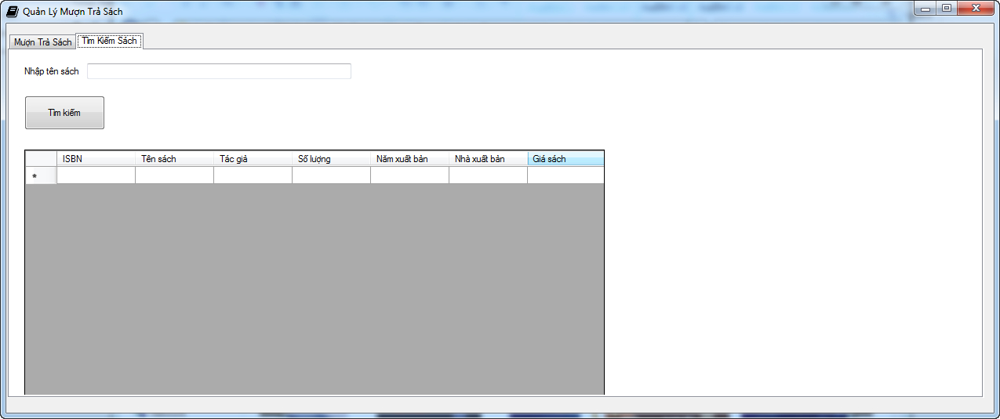 Quản Lý Mượn Trả Sách
Mượn Trả Sách Tìm Kiếm Sách
Nhập tên sách
Tìm kiếm
ISBN Tên sách Tác giả Số lượng Năm xuất bản Nhà xuất bản Giá sách
*